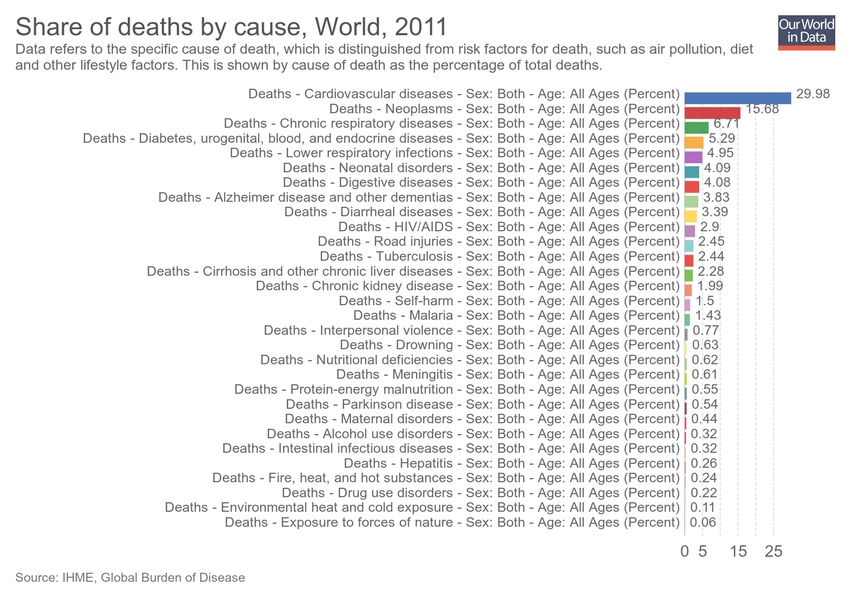 Share of deaths by cause, World, 2011
Our World
in Data
Data refers to the specific cause of death, which is distinguished from risk factors for death, such as air pollution, diet
and other lifestyle factors. This is shown by cause of death as the percentage of total deaths.
Deaths - Cardiovascular diseases - Sex: Both - Age: All Ages (Percent) 29.98
Deaths - Neoplasms - Sex: Both - Age: All Ages (Percent) 15.68
Deaths - Chronic respiratory diseases - Sex: Both - Age: All Ages (Percent) 6.71
Deaths - Diabetes, urogenital, blood, and endocrine diseases - Sex: Both - Age: All Ages (Percent) 5.29
Deaths - Lower respiratory infections - Sex: Both - Age: All Ages (Percent) 4.95
Deaths - Neonatal disorders - Sex: Both - Age: All Ages (Percent) 4.09
Deaths - Digestive diseases - Sex: Both - Age: All Ages (Percent) 4.08
Deaths - Alzheimer disease and other dementias - Sex: Both - Age: All Ages (Percent) 3.83
Deaths - Diarrheal diseases - Sex: Both - Age: All Ages (Percent) 3.39
Deaths - HIV/AIDS - Sex: Both - Age: All Ages (Percent) 2.9
Deaths - Road injuries - Sex: Both - Age: All Ages (Percent) 2.45
Deaths - Tuberculosis - Sex: Both - Age: All Ages (Percent) 2.44
Deaths - Cirrhosis and other chronic liver diseases - Sex: Both - Age: All Ages (Percent) 2.28
Deaths - Chronic kidney disease - Sex: Both - Age: All Ages (Percent) 1.99
Deaths - Self-harm - Sex: Both - Age: All Ages (Percent) 1.5
Deaths - Malaria - Sex: Both - Age: All Ages (Percent) 1.43
Deaths - Interpersonal violence - Sex: Both - Age: All Ages (Percent) 0.77
Deaths - Drowning - Sex: Both - Age: All Ages (Percent) 0.63
Deaths - Nutritional deficiencies - Sex: Both - Age: All Ages (Percent) 0.62
Deaths - Meningitis - Sex: Both - Age: All Ages (Percent) 0.61
Deaths - Protein-energy malnutrition - Sex: Both - Age: All Ages (Percent) 0.55
Deaths - Parkinson disease - Sex: Both - Age: All Ages (Percent) 0.54
Deaths - Maternal disorders - Sex: Both - Age: All Ages (Percent) 0.44
Deaths - Alcohol use disorders - Sex: Both - Age: All Ages (Percent) 0.32
Deaths - Intestinal infectious diseases - Sex: Both - Age: All Ages (Percent) 0.32
Deaths - Hepatitis - Sex: Both - Age: All Ages (Percent) 0.26
Deaths - Fire, heat, and hot substances - Sex: Both - Age: All Ages (Percent) 0.24
Deaths - Drug use disorders - Sex: Both - Age: All Ages (Percent) 0.22
Deaths - Environmental heat and cold exposure - Sex: Both - Age: All Ages (Percent) 0.11
Deaths - Exposure to forces of nature - Sex: Both - Age: All Ages (Percent) 0.06
0 5 15 25
Source: IHME, Global Burden of Disease